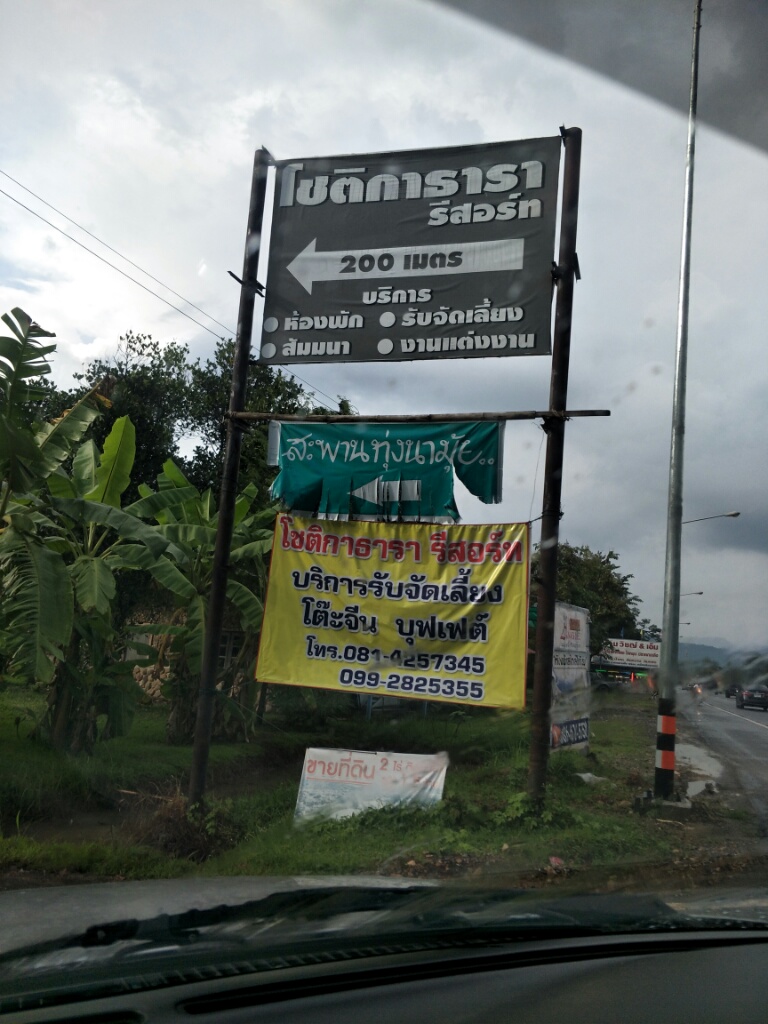 โชติกาธารา
รีสอร์ท
200 เมตร
บริการ
ห้องพัก รับจัดเลี้ยง
สัมมนา งานแต่งงาน
สะพานทุ่งนามุ้ย..
โชติกาธารา รีสอร์ท
บริการรับจัดเลี้ยง
โต๊ะจีน บุฟเฟต์
โทร.081-4257345
099-2825355
ขายที่ดิน 2 ไร่